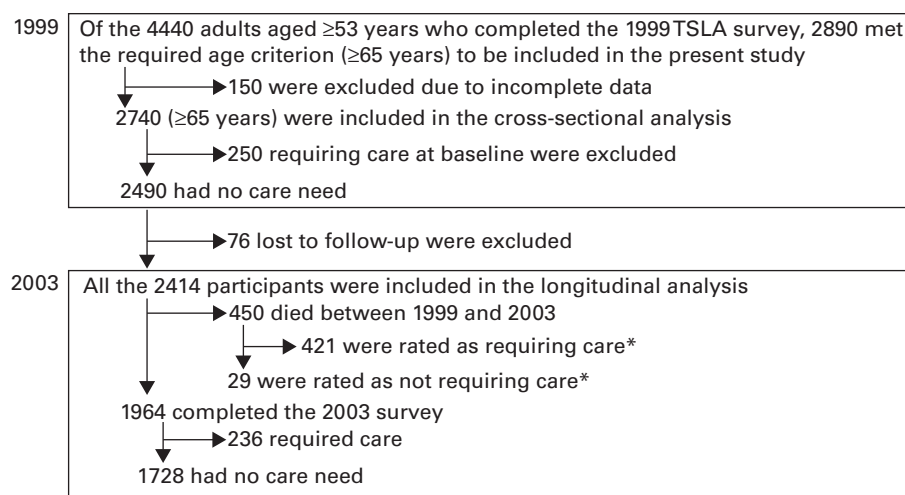 1999
Of the 4440 adults aged ≥53 years who completed the 1999 TSLA survey, 2890 met
the required age criterion (≥65 years) to be included in the present study
150 were excluded due to incomplete data
2740 (≥65 years) were included in the cross-sectional analysis
250 requiring care at baseline were excluded
2490 had no care need
76 lost to follow-up were excluded
2003
All the 2414 participants were included in the longitudinal analysis
450 died between 1999 and 2003
421 were rated as requiring care*
29 were rated as not requiring care*
1964 completed the 2003 survey
236 required care
1728 had no care need